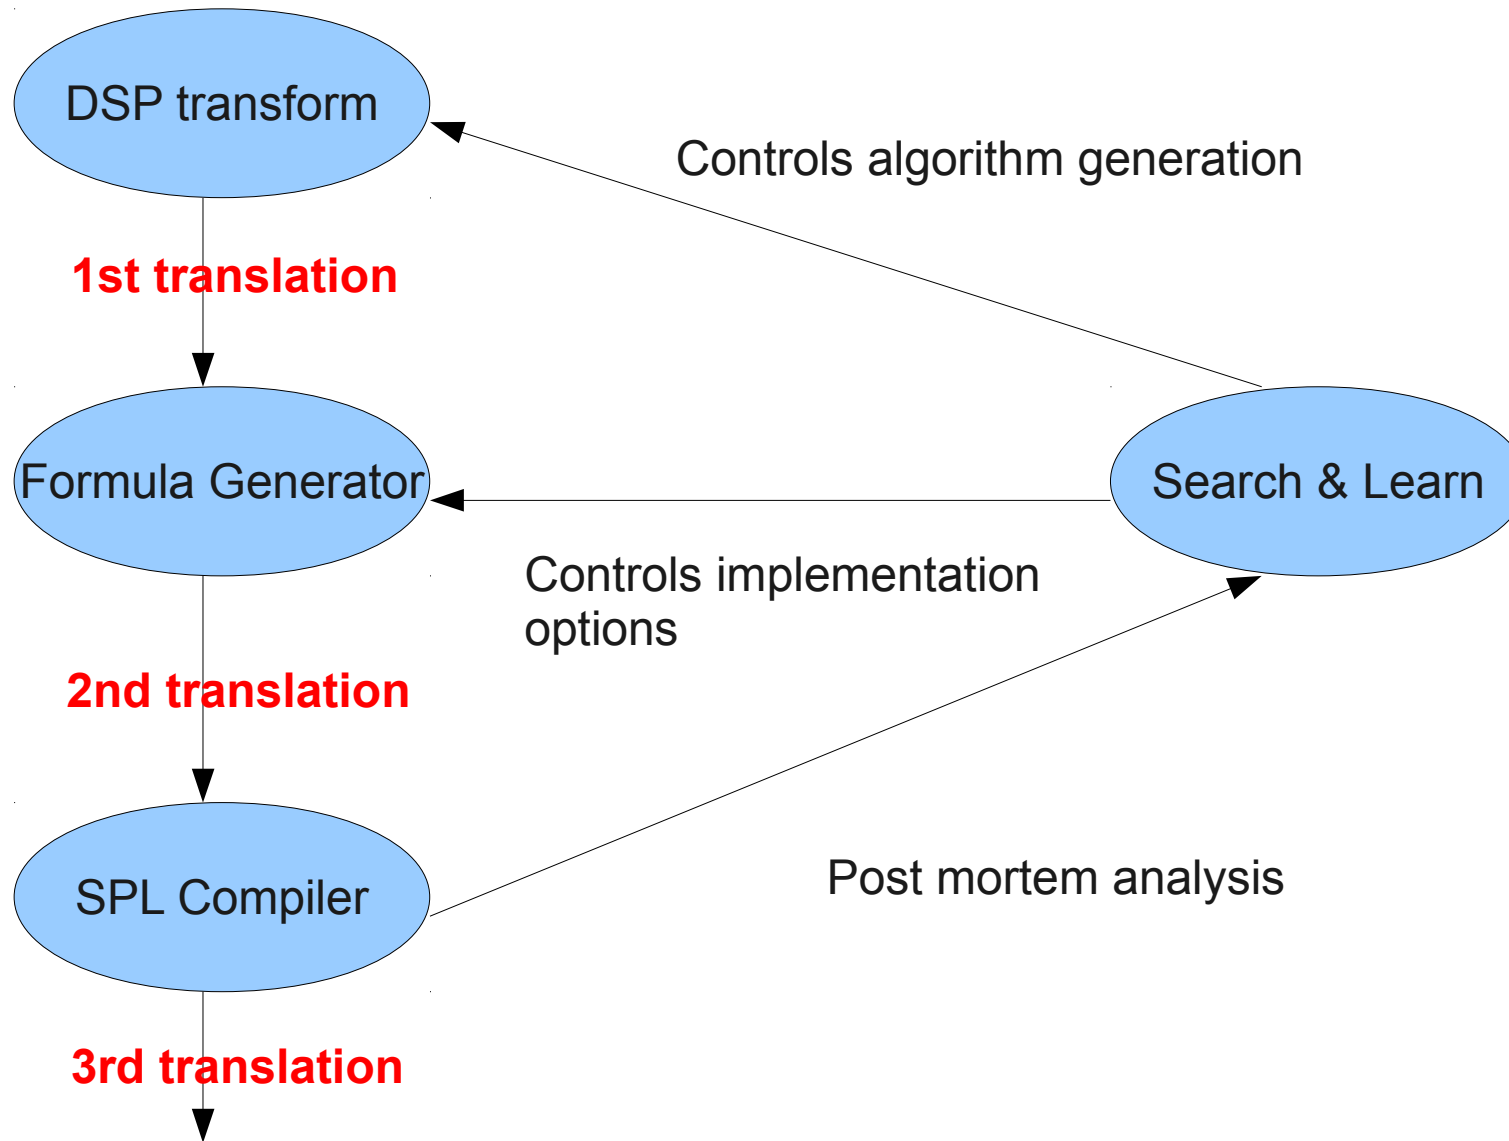 DSP transform
Controls algorithm generation
1st translation
Formula Generator
Search & Learn
Controls implementation
options
2nd translation
SPL Compiler
Post mortem analysis
3rd translation